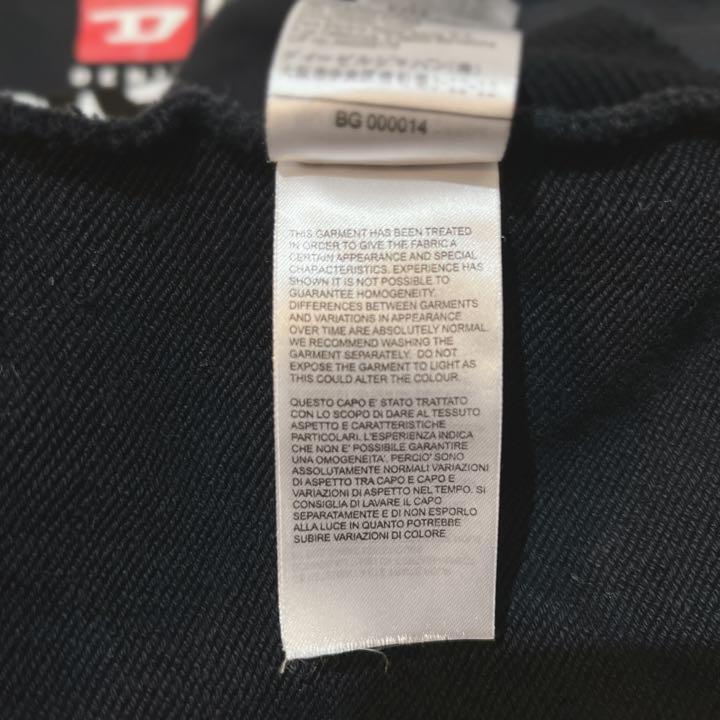 BG 000014
THIS GARMENT HAS BEEN TREATED
IN ORDER TO GIVE THE FABRIC A
CERTAIN APPEARANCE AND SPECIAL
CHARACTERISTICS. EXPERIENCE HAS
SHOWN IT IS NOT POSSIBLE TO
GUARANTEE HOMOGENEITY.
DIFFERENCES BETWEEN GARMENTS
AND VARIATIONS IN APPEARANCE
OVER TIME ARE ABSOLUTELY NORMAL.
WE RECOMMEND WASHING THE
GARMENT SEPARATELY. DO NOT
EXPOSE THE GARMENT TO LIGHT AS
THIS COULD ALTER THE COLOUR.
QUESTO CAPO E' STATO TRATTATO
CON LO SCOPO DI DARE AL TESSUTO
ASPETTO E CARATTERISTICHE
PARTICOLARI. L'ESPERIENZA INDICA
CHE NON E' POSSIBILE GARANTIRE
UNA OMOGENEITA'. PERCIO' SONO
ASSOLUTAMENTE NORMALI VARIAZIONI
DI ASPETTO TRA CAPO E CAPO E
VARIAZIONI DI ASPETTO NEL TEMPO. SI
CONSIGLIA DI LAVARE IL CAPO
SEPARATAMENTE E DI NON ESPORLO
ALLA LUCE IN QUANTO POTREBBE
SUBIRE VARIAZIONI DI COLORE